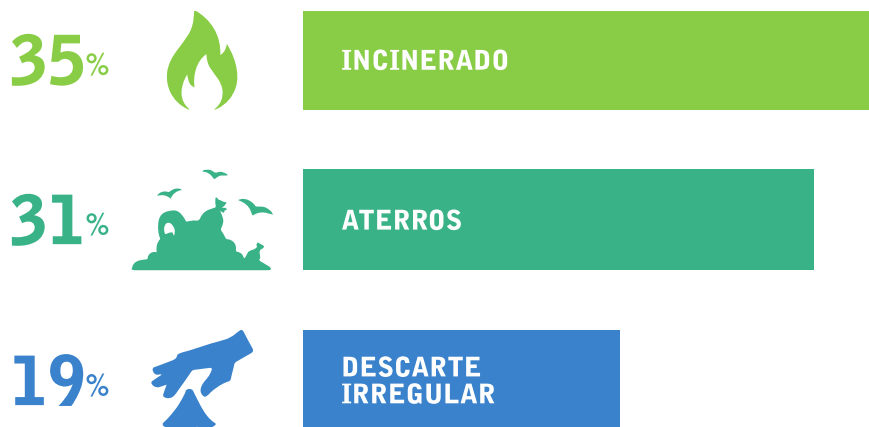 35% INCINERADO
31% ATERROS
19% DESCARTE
IRREGULAR